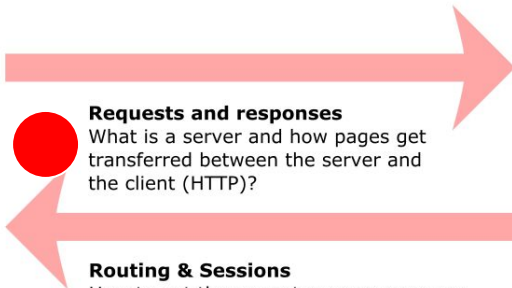 Requests and responses
What is a server and how pages get
transferred between the server and
the client (HTTP)?
Routing & Sessions